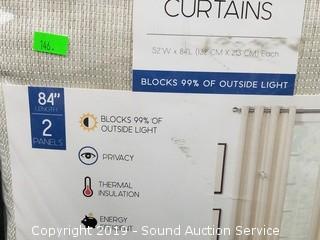 CURTAINS
146.
52"W x 84"L (132 CM X 213 CM) Each
BLOCKS 99% OF OUTSIDE LIGHT
84"
LENGTH
2
PANELS
BLOCKS 99% OF
OUTSIDE LIGHT
PRIVACY
THERMAL
INSULATION
ENERGY
Copyright 2019 - Sound Auction Service